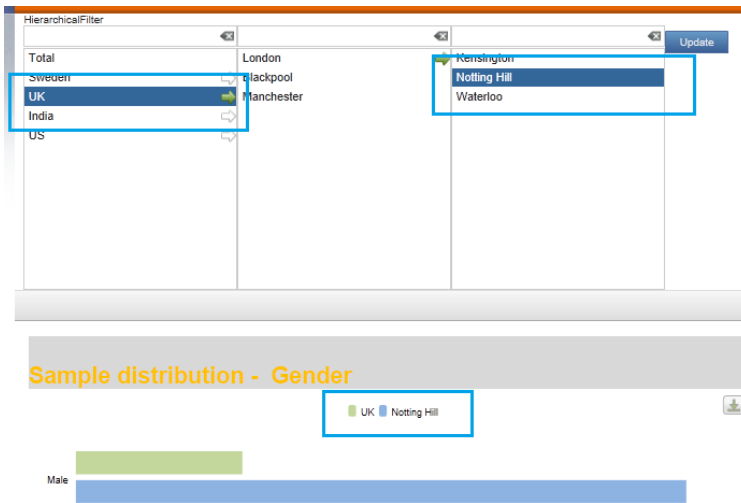 HierarchicalFilter
Update
Total
Sweden
UK
India
US
London
Blackpool
Manchester
Kensington
Notting Hill
Waterloo
Sample distribution - Gender
UK Notting Hill
Male